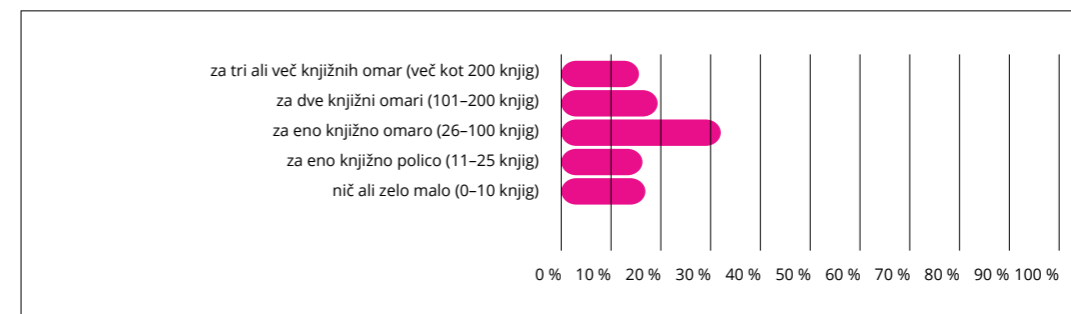 za tri ali več knjižnih omar (več kot 200 knjig)
za dve knjižni omari (101–200 knjig)
za eno knjižno omaro (26–100 knjig)
za eno knjižno polico (11–25 knjig)
nič ali zelo malo (0–10 knjig)
0 % 10 % 20 % 30 % 40 % 50 % 60 % 70 % 80 % 90 % 100 %